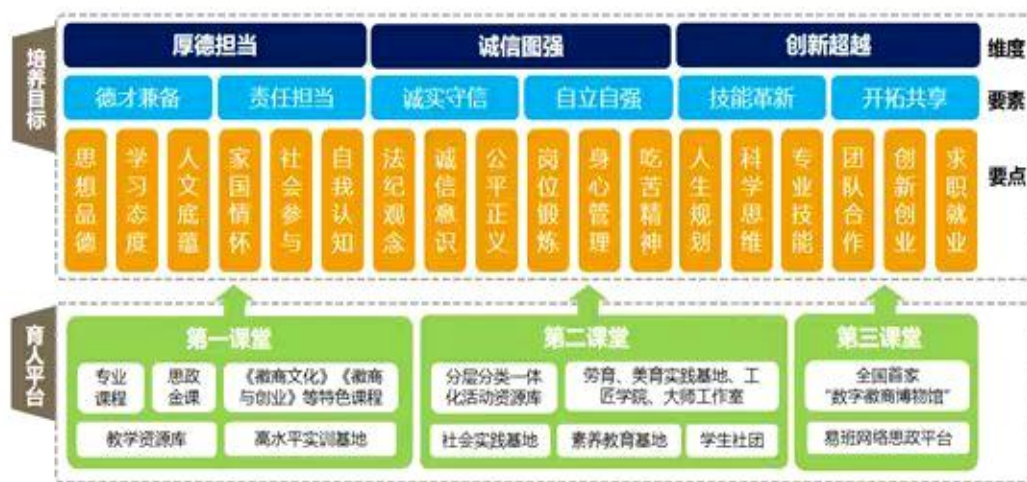 培养目标
厚德担当 诚信图强 创新超越 维度
德才兼备 责任担当 诚实守信 自立自强 技能革新 开拓共享 要素
思想品德 学习态度 人文底蕴 家国情怀 社会参与 自我认知 法纪观念 诚信意识 公平正义 岗位锻炼 身心管理 吃苦精神 人生规划 科学思维 专业技能 团队合作 创新创业 求职就业 要点
育人平台
第一课堂
专业
课程
思政
金课
《徽商文化》《徽商
与创业》等特色课程
教学资源库
高水平实训基地
第二课堂
分层分类一体
化活动资源库
劳育、美育实践基地、工
匠学院、大师工作室
社会实践基地
素养教育基地
学生社团
第三课堂
全国首家
“数字徽商博物馆”
易班网络思政平台